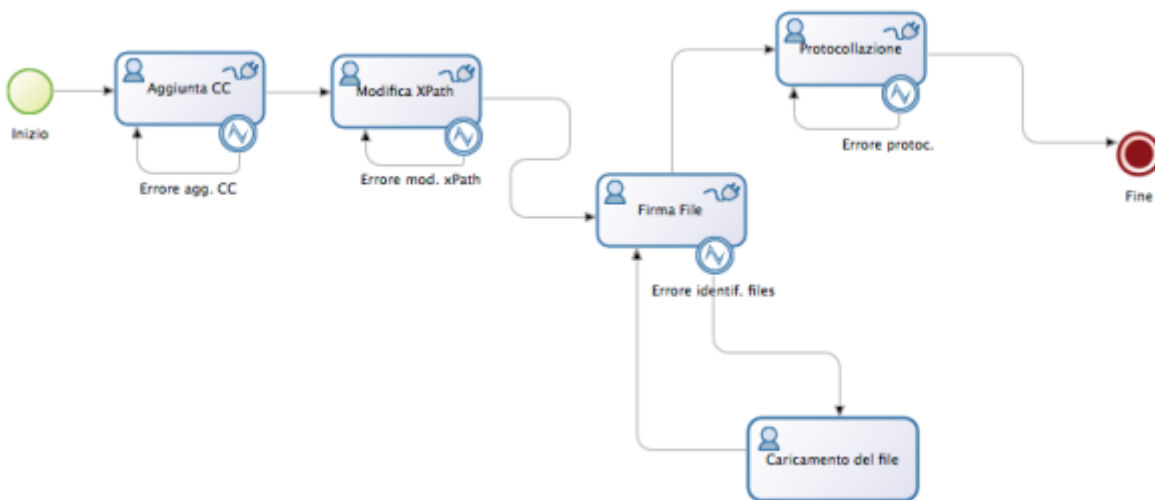 Inizio
Aggiunta CC
Errore agg. CC
Modifica XPath
Errore mod. xPath
Firma File
Errore identif. files
Protocollazione
Errore protoc.
Fine
Caricamento del file